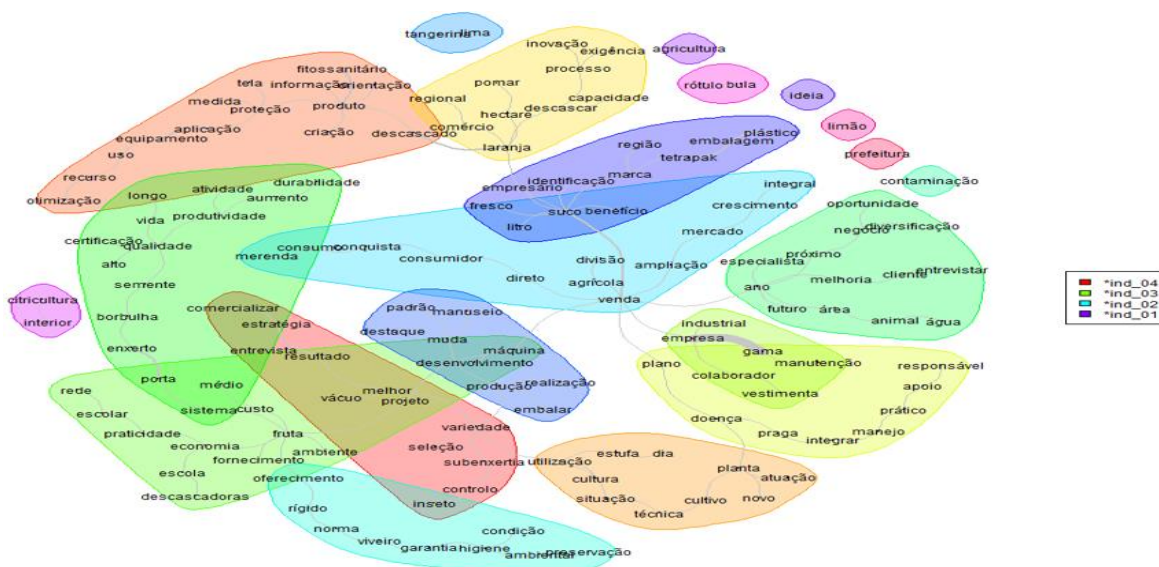 tangerina lima
inovação
exigência
agricultura
fitossanitário
tela informação orientação
processo
pomar
rótulo bula
ideia
medida
proteção
produto
regional
capacidade
hectare
descascar
aplicação
criação
descascado
comércio
limão
equipamento
laranja
plástico
embalagem
região
uso
tetrapak
prefeitura
recurso
identificação
marca
otimização
longo
atividade
durabilidade
aumento
empresário
integral
contaminação
fresco
suco benefício
crescimento
oportunidade
vida
produtividade
litro
diversificação
negócio
certificação
qualidade
consumo
conquista
mercado
merenda
consumidor
divisão
próximo
alto
ampliação
especialista
direto
agrícola
melhoria
cliente
entrevistar
semente
ano
citricultura
comercializar
padrão
manuseio
venda
futuro
área
animal
água
interior
borbulha
estratégia
destaque
muda
industrial
empresa
enxerto
entrevista
resultado
máquina
gama
desenvolvimento
manutenção
plano
responsável
porta
médio
melhor
produção
realização
colaborador
apoio
rede
vácuo
projeto
vestimenta
sistema
custo
embalar
prático
escolar
doença
praticidade
fruta
variedade
praga
manejo
economia
seleção
integrar
fornecimento
ambiente
estufa
dia
escola
subenxertia
utilização
planta
oferecimento
cultura
atuação
descascadoras
controlo
situação
cultivo
novo
inseto
rígido
técnica
norma
condição
viveiro
garantia
higiene
ambiental
preservação
*ind_04
*ind_03
*ind_02
*ind_01